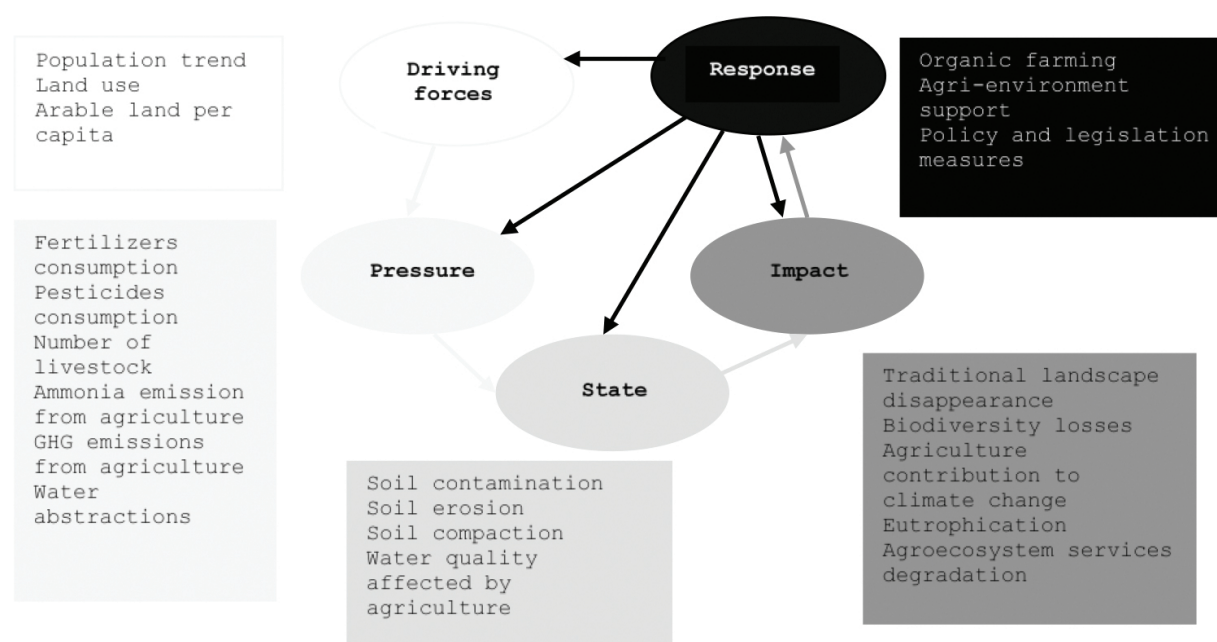 Population trend
Land use
Arable land per
capita
Driving
forces
Response
Organic farming
Agri-environment
support
Policy and legislation
measures
Fertilizers
consumption
Pesticides
consumption
Number of
livestock
Ammonia emission
from agriculture
GHG emissions
from agriculture
Water
abstractions
Pressure
Impact
State
Soil contamination
Soil erosion
Soil compaction
Water quality
affected by
agriculture
Traditional landscape
disappearance
Biodiversity losses
Agriculture
contribution to
climate change
Eutrophication
Agroecosystem services
degradation